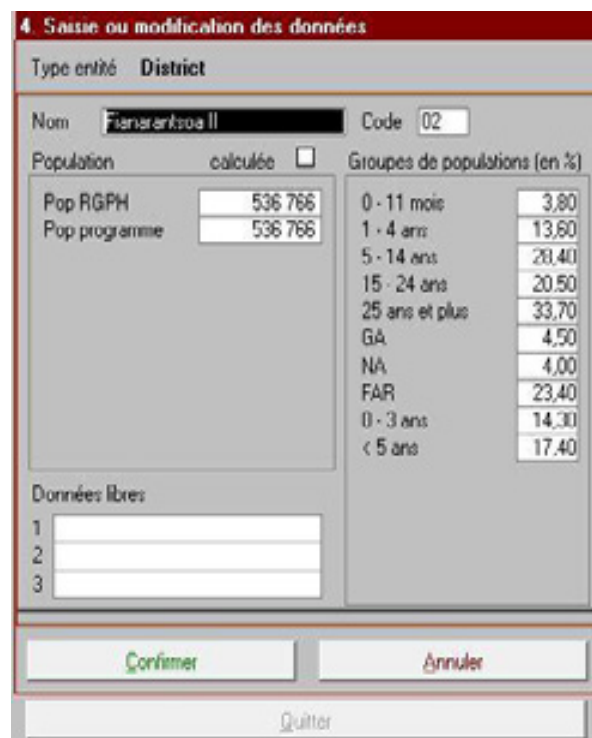 4. Saisie ou modification des données
Type entité District
Nom Fianarantsoa II Code 02
Population calculée
Pop RGPH 536 766
Pop programme 536 766
Groupes de populations (en %)
0 - 11 mois 3,80
1 - 4 ans 13,60
5 - 14 ans 28,40
15 - 24 ans 20,50
25 ans et plus 33,70
GA 4,50
NA 4,00
FAR 23,40
0 - 3 ans 14,30
< 5 ans 17,40
Données libres
1
2
3
Confirmer Annuler
Quitter